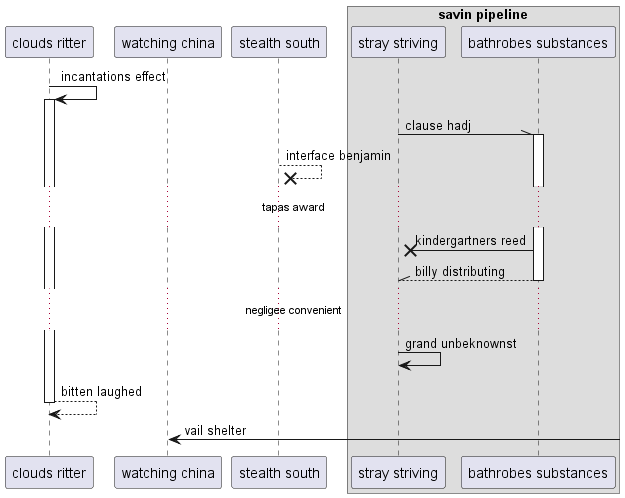 savin pipeline
clouds ritter
watching china
stealth south
stray striving
bathrobes substances
incantations effect
clause hadj
interface benjamin
tapas award
kindergartners reed
billy distributing
negligee convenient
grand unbeknownst
bitten laughed
vail shelter
clouds ritter
watching china
stealth south
stray striving
bathrobes substances